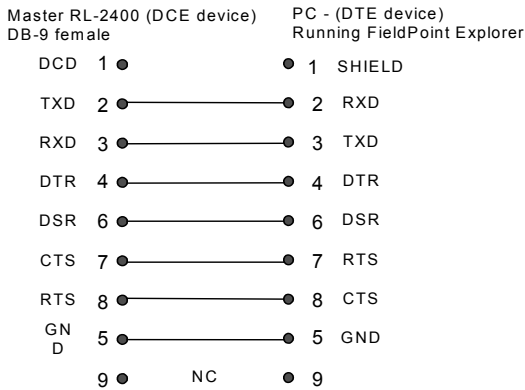 Master RL-2400 (DCE device) PC - (DTE device)
DB-9 female Running FieldPoint Explorer
DCD 1 1 SHIELD
TXD 2 2 RXD
RXD 3 3 TXD
DTR 4 4 DTR
DSR 6 6 DSR
CTS 7 7 RTS
RTS 8 8 CTS
GN
D 5 5 GND
9 NC 9